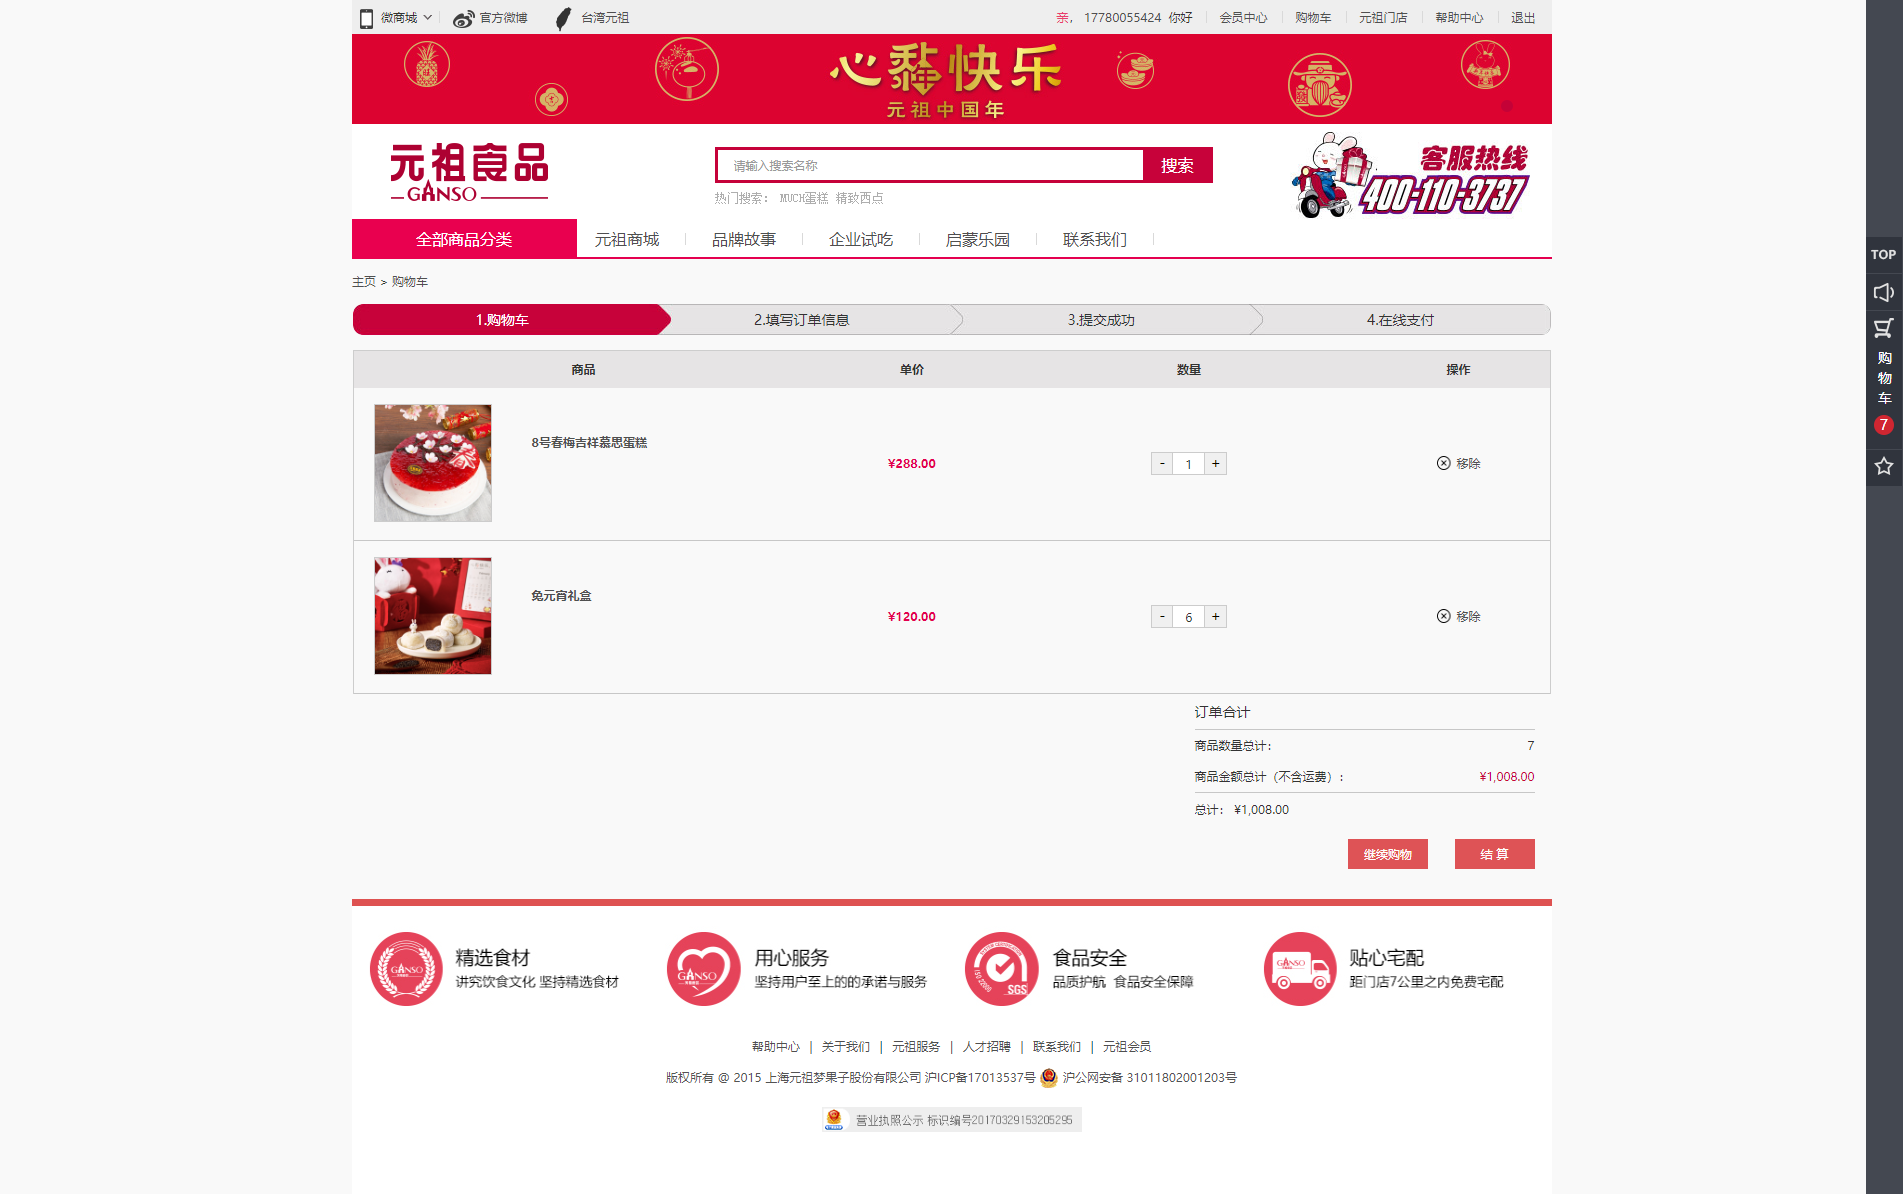 微商城 官方微博 台湾元祖 亲， 17780055424 你好 会员中心 购物车 元祖门店 帮助中心 退出
心黏快乐
元祖中国年
元祖食品
GANSO
请输入搜索名称 搜索
热门搜索： MUCH蛋糕 精致西点
客服热线
400-110-3737
全部商品分类 元祖商城 品牌故事 企业试吃 启蒙乐园 联系我们
主页 > 购物车
1.购物车 2.填写订单信息 3.提交成功 4.在线支付
商品 单价 数量 操作
8号春梅吉祥慕思蛋糕
¥288.00 - 1 + 移除
兔元宵礼盒
¥120.00 - 6 + 移除
订单合计
商品数量总计： 7
商品金额总计（不含运费）: ¥1,008.00
总计： ¥1,008.00
继续购物 结 算
TOP
购
物
车
7
精选食材
讲究饮食文化 坚持精选食材
GANSO
用心服务
坚持用户至上的的承诺与服务
GANSO
食品安全
品质护航 食品安全保障
ISO 22000
SGS
贴心宅配
距门店7公里之内免费宅配
GANSO
帮助中心 | 关于我们 | 元祖服务 | 人才招聘 | 联系我们 | 元祖会员
版权所有 @ 2015 上海元祖梦果子股份有限公司 沪ICP备17013537号 沪公网安备 31011802001203号
营业执照公示 标识编号20170329153205295